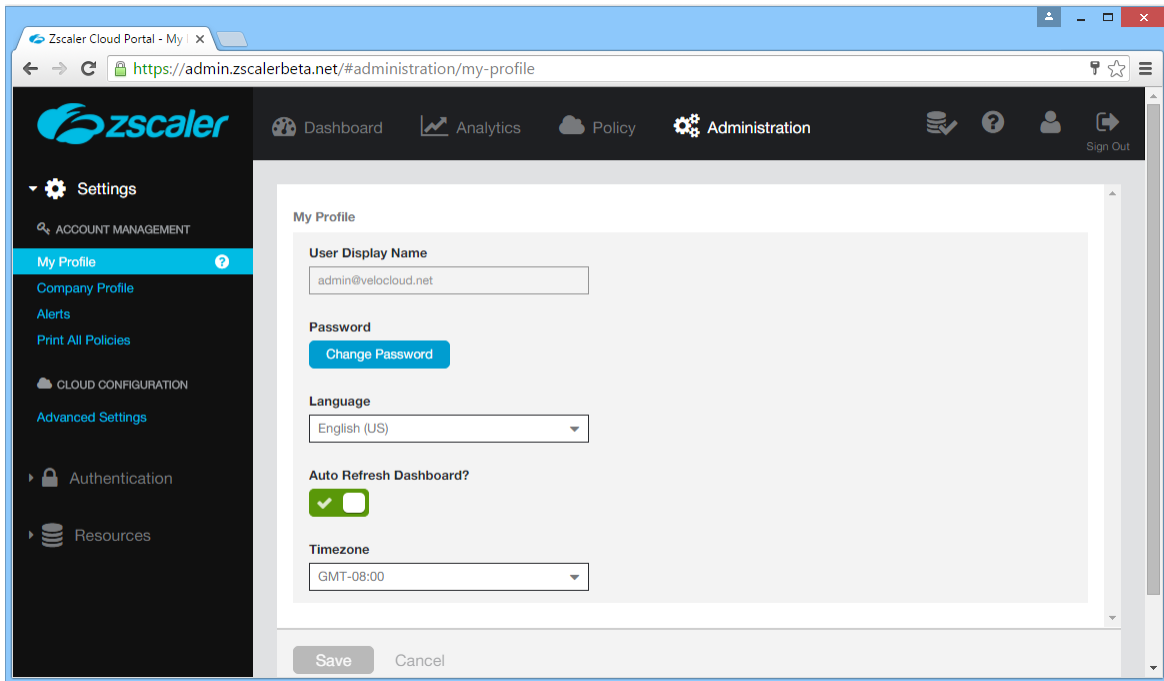 Zscaler Cloud Portal - My
https://admin.zscalerbeta.net/#administration/my-profile
zscaler
Dashboard
Analytics
Policy
Administration
Sign Out
Settings
ACCOUNT MANAGEMENT
My Profile
Company Profile
Alerts
Print All Policies
CLOUD CONFIGURATION
Advanced Settings
Authentication
Resources
My Profile
User Display Name
admin@velocloud.net
Password
Change Password
Language
English (US)
Auto Refresh Dashboard?
Timezone
GMT-08:00
Save
Cancel